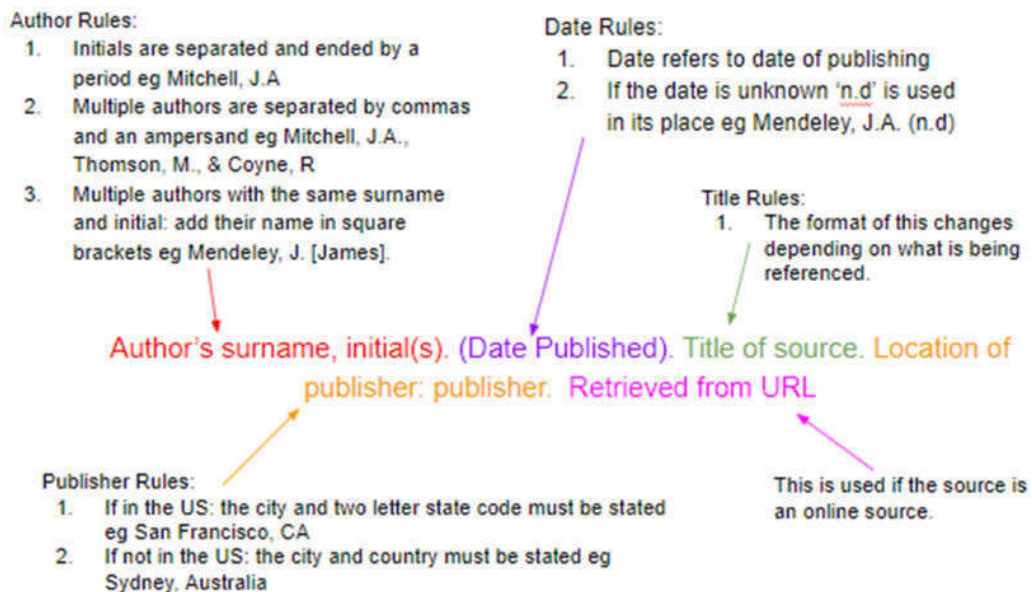 Author Rules:
1. Initials are separated and ended by a
period eg Mitchell, J.A
2. Multiple authors are separated by commas
and an ampersand eg Mitchell, J.A.,
Thomson, M., & Coyne, R
3. Multiple authors with the same surname
and initial: add their name in square
brackets eg Mendeley, J. [James].
Date Rules:
1. Date refers to date of publishing
2. If the date is unknown ‘n.d’ is used
in its place eg Mendeley, J.A. (n.d)
Title Rules:
1. The format of this changes
depending on what is being
referenced.
Author’s surname, initial(s). (Date Published). Title of source. Location of
publisher: publisher. Retrieved from URL
Publisher Rules:
1. If in the US: the city and two letter state code must be stated
eg San Francisco, CA
2. If not in the US: the city and country must be stated eg
Sydney, Australia
This is used if the source is
an online source.